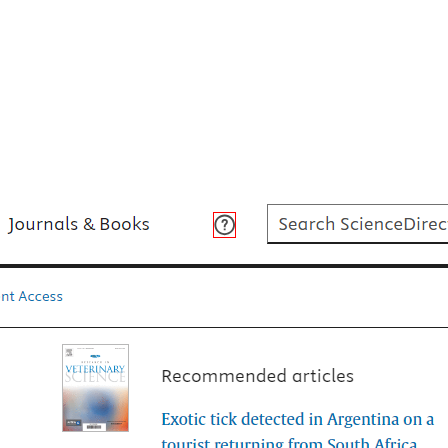 Journals & Books
?
Search ScienceDirec
nt Access
VETERINARY
SCIENCE
Recommended articles
Exotic tick detected in Argentina on a
tourist returning from South Africa